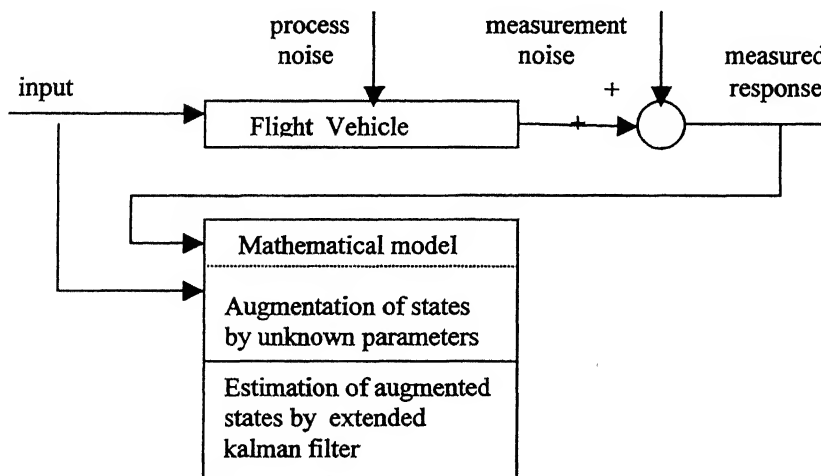 process
noise
measurement
noise
measured
response
input
+
Flight Vehicle
+
Mathematical model
Augmentation of states
by unknown parameters
Estimation of augmented
states by extended
kalman filter